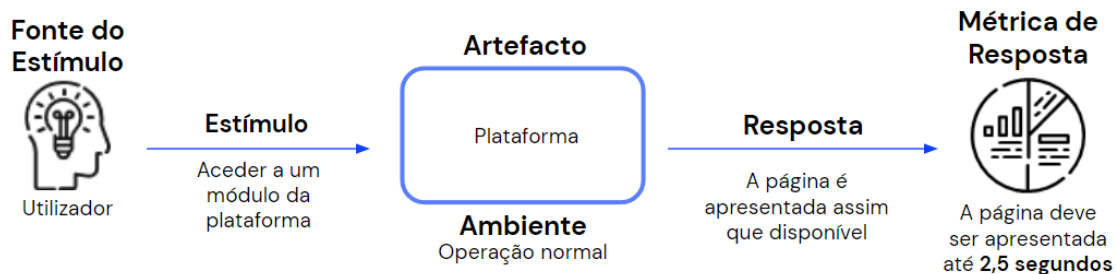 Fonte do
Estímulo
Utilizador
Estímulo
Aceder a um
módulo da
plataforma
Artefacto
Plataforma
Ambiente
Operação normal
Resposta
A página é
apresentada assim
que disponível
Métrica de
Resposta
A página deve
ser apresentada
até 2,5 segundos